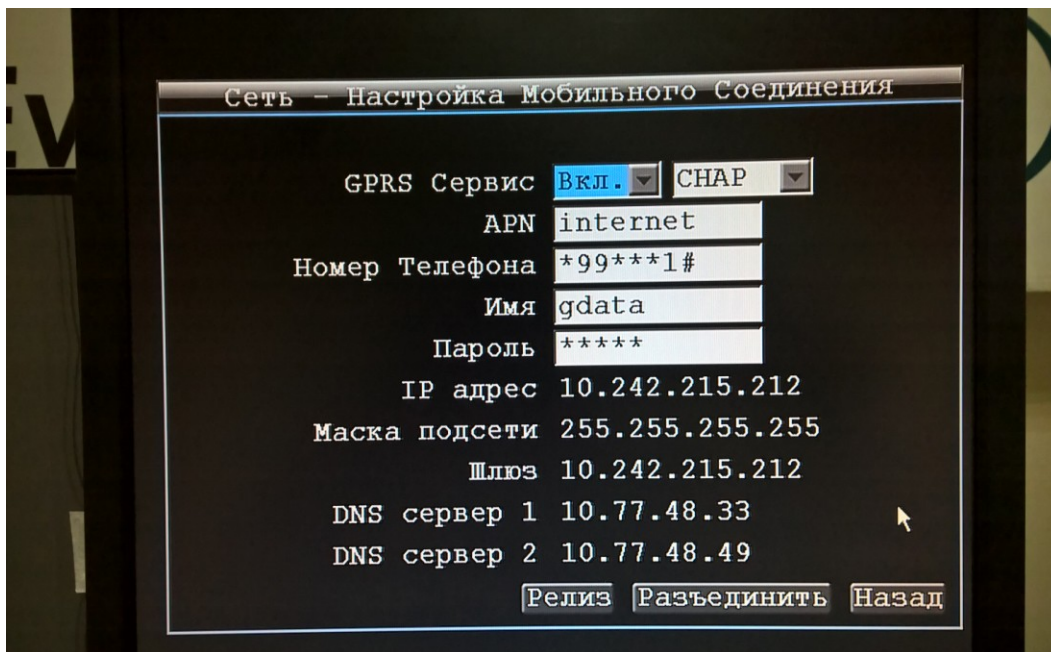 Сеть - Настройка Мобильного Соединения
GPRS Сервис Вкл. CHAP
APN internet
Номер Телефона *99***1#
Имя gdata
Пароль *****
IP адрес 10.242.215.212
Маска подсети 255.255.255.255
Шлюз 10.242.215.212
DNS сервер 1 10.77.48.33
DNS сервер 2 10.77.48.49
Релиз Разъединить Назад